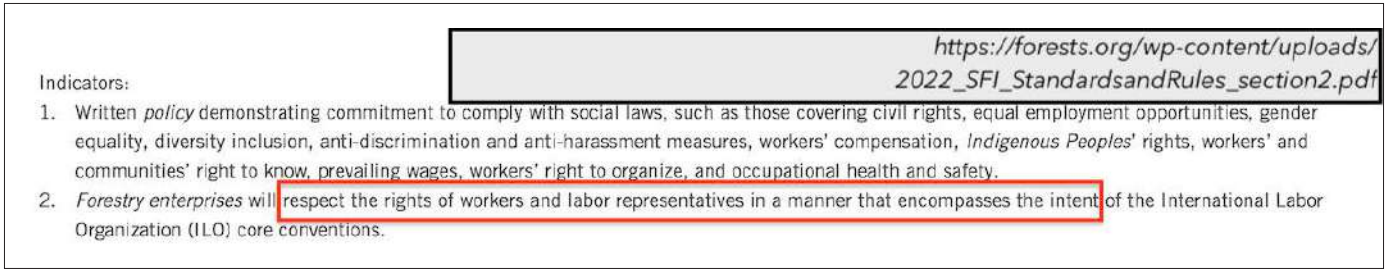 https://forests.org/wp-content/uploads/
2022_SFI_StandardsandRules_section2.pdf
Indicators:
1. Written policy demonstrating commitment to comply with social laws, such as those covering civil rights, equal employment opportunities, gender
equality, diversity inclusion, anti-discrimination and anti-harassment measures, workers' compensation, Indigenous Peoples' rights, workers' and
communities' right to know, prevailing wages, workers' right to organize, and occupational health and safety.
2. Forestry enterprises will respect the rights of workers and labor representatives in a manner that encompasses the intent of the International Labor
Organization (ILO) core conventions.